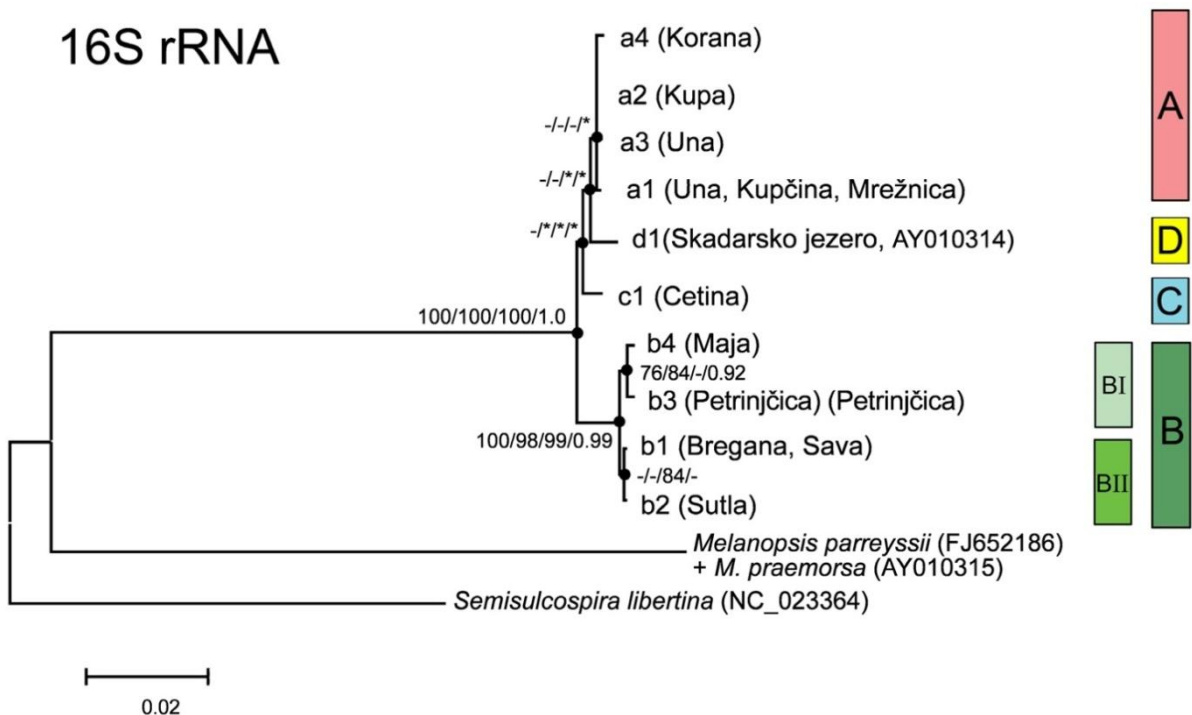 16S rRNA
a4 (Korana)
a2 (Kupa)
-/-/-/*
a3 (Una)
-/-/*/*
a1 (Una, Kupčina, Mrežnica)
-/*/*/*
d1(Skadarsko jezero, AY010314)
c1 (Cetina)
100/100/100/1.0
b4 (Maja)
76/84/-/0.92
b3 (Petrinjčica) (Petrinjčica)
100/98/99/0.99
b1 (Bregana, Sava)
-/-/84/-
b2 (Sutla)
Melanopsis parreyssii (FJ652186)
+ M. praemorsa (AY010315)
Semisulcospira libertina (NC_023364)
0.02
A
D
C
BI
B
BII